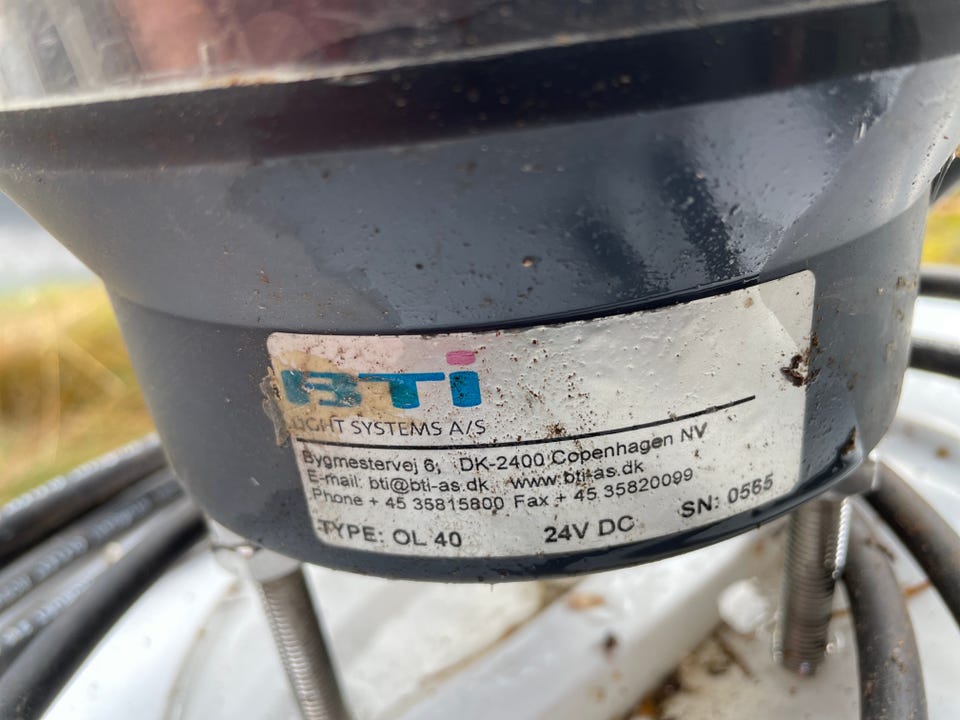 BTI
LIGHT SYSTEMS A/S
Bygmestervej 6, DK-2400 Copenhagen NV
E-mail: bti@bti-as.dk www.bti-as.dk
Phone + 45 35815800 Fax + 45 35820099
TYPE: OL 40 24V DC SN: 0565